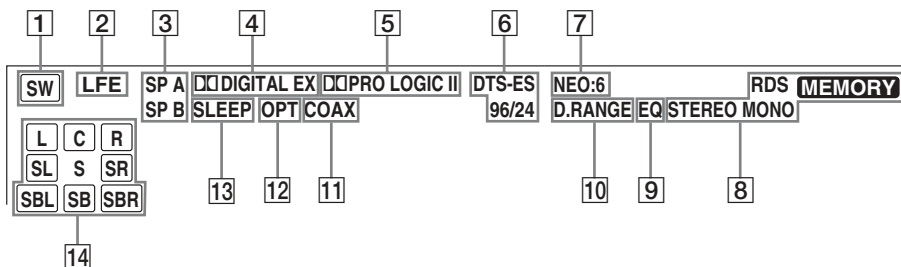 1 2 3 4 5 6 7
SW LFE SP A DIGITAL EX PRO LOGIC II DTS-ES NEO:6 RDS MEMORY
SP B SLEEP OPT COAX 96/24 D.RANGE EQ STEREO MONO
L C R
SL S SR
SBL SB SBR
13 12 11 10 9 8
14